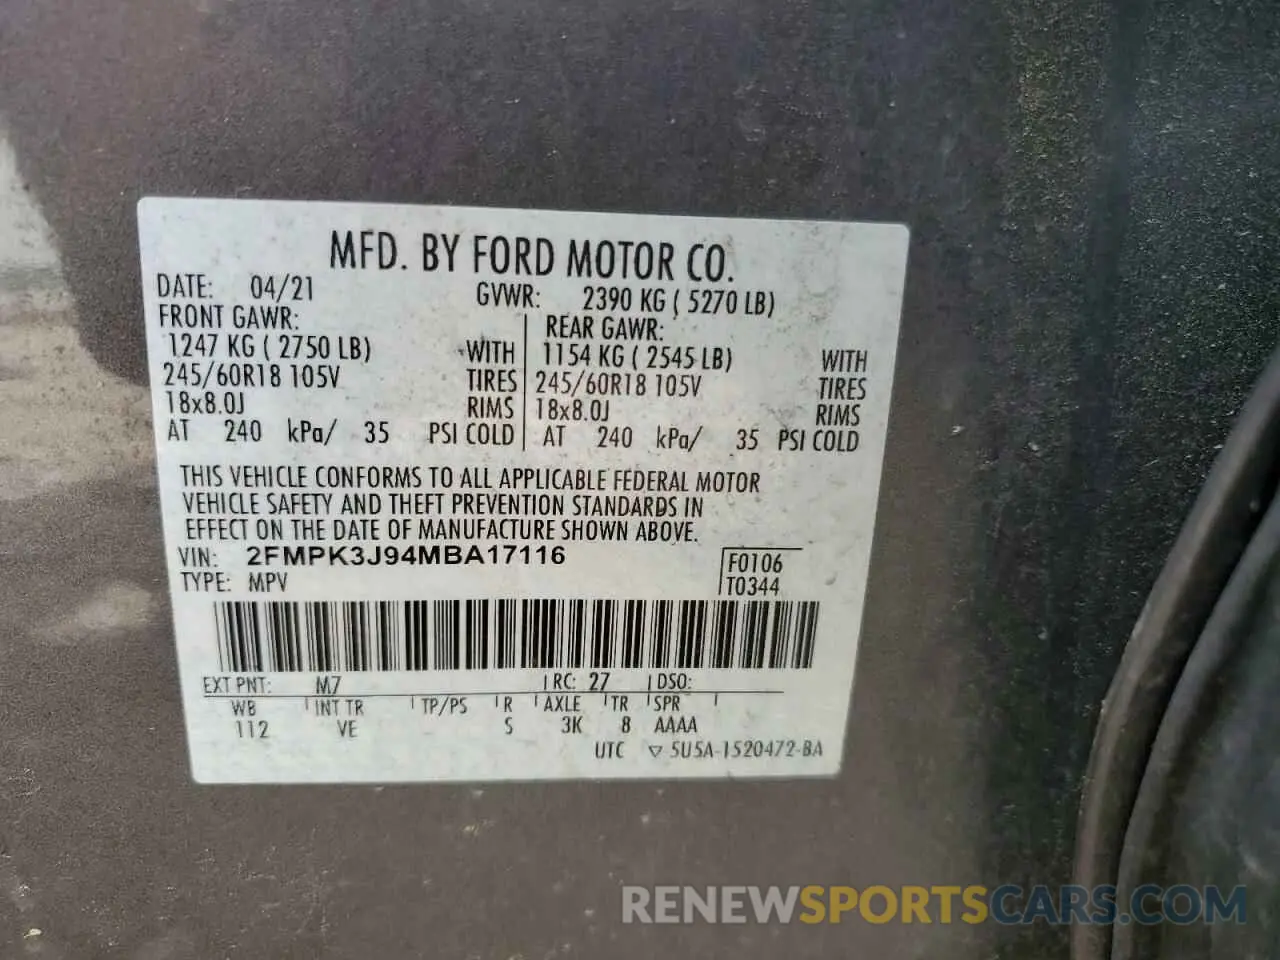 MFD. BY FORD MOTOR CO.
DATE: 04/21 GVWR: 2390 KG ( 5270 LB)
FRONT GAWR: REAR GAWR:
1247 KG ( 2750 LB) WITH 1154 KG ( 2545 LB) WITH
245/60R18 105V TIRES 245/60R18 105V TIRES
18x8.0J RIMS 18x8.0J RIMS
AT 240 kPa/ 35 PSI COLD AT 240 kPa/ 35 PSI COLD
THIS VEHICLE CONFORMS TO ALL APPLICABLE FEDERAL MOTOR
VEHICLE SAFETY AND THEFT PREVENTION STANDARDS IN
EFFECT ON THE DATE OF MANUFACTURE SHOWN ABOVE.
VIN: 2FMPK3J94MBA17116 F0106
TYPE: MPV T0344
EXT PNT: M7 RC: 27 DSO:
WB INT TR TP/PS R AXLE TR SPR
112 VE S 3K 8 AAAA
UTC ▽ 5U5A-1520472-BA
RENEWSPORTSCARS.COM